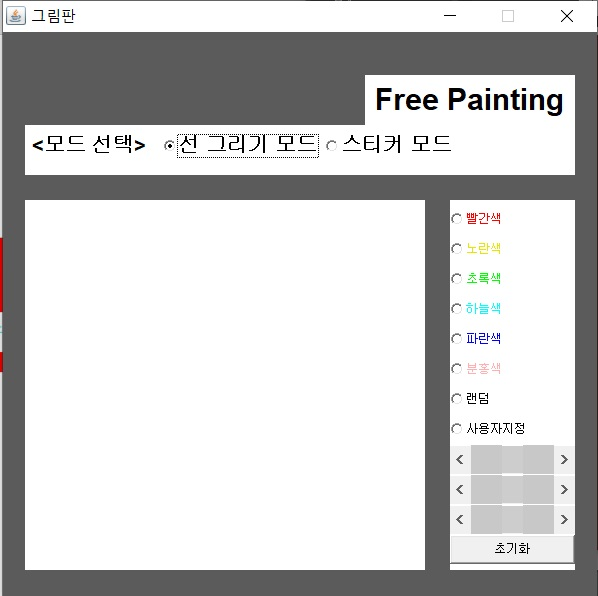 그림판
Free Painting
<모드 선택> 선 그리기 모드 스티커 모드
빨간색
노란색
초록색
하늘색
파란색
분홍색
랜덤
사용자지정
초기화